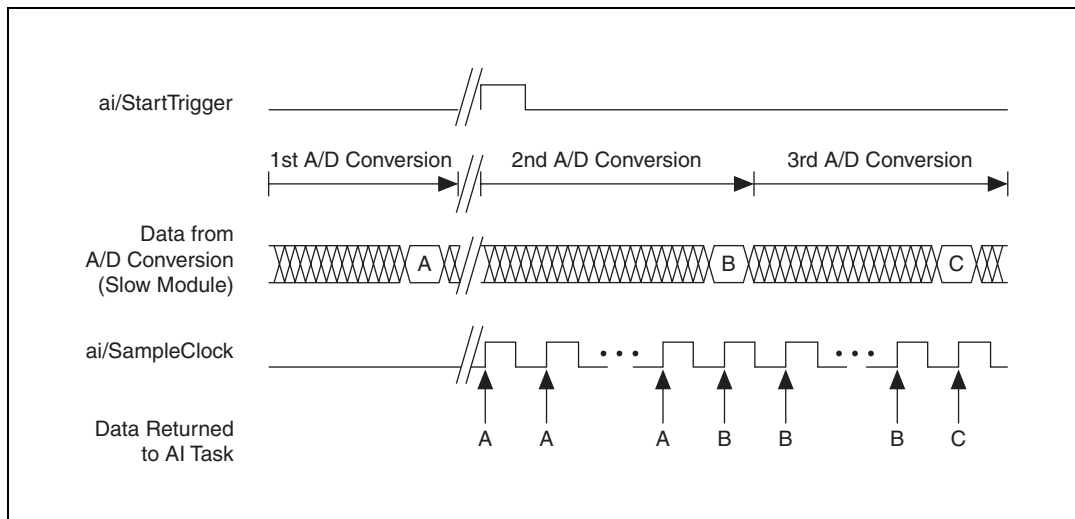 ai/StartTrigger
1st A/D Conversion 2nd A/D Conversion 3rd A/D Conversion
Data from
A/D Conversion
(Slow Module)
A B C
ai/SampleClock
Data Returned
to AI Task
A A A B B B C